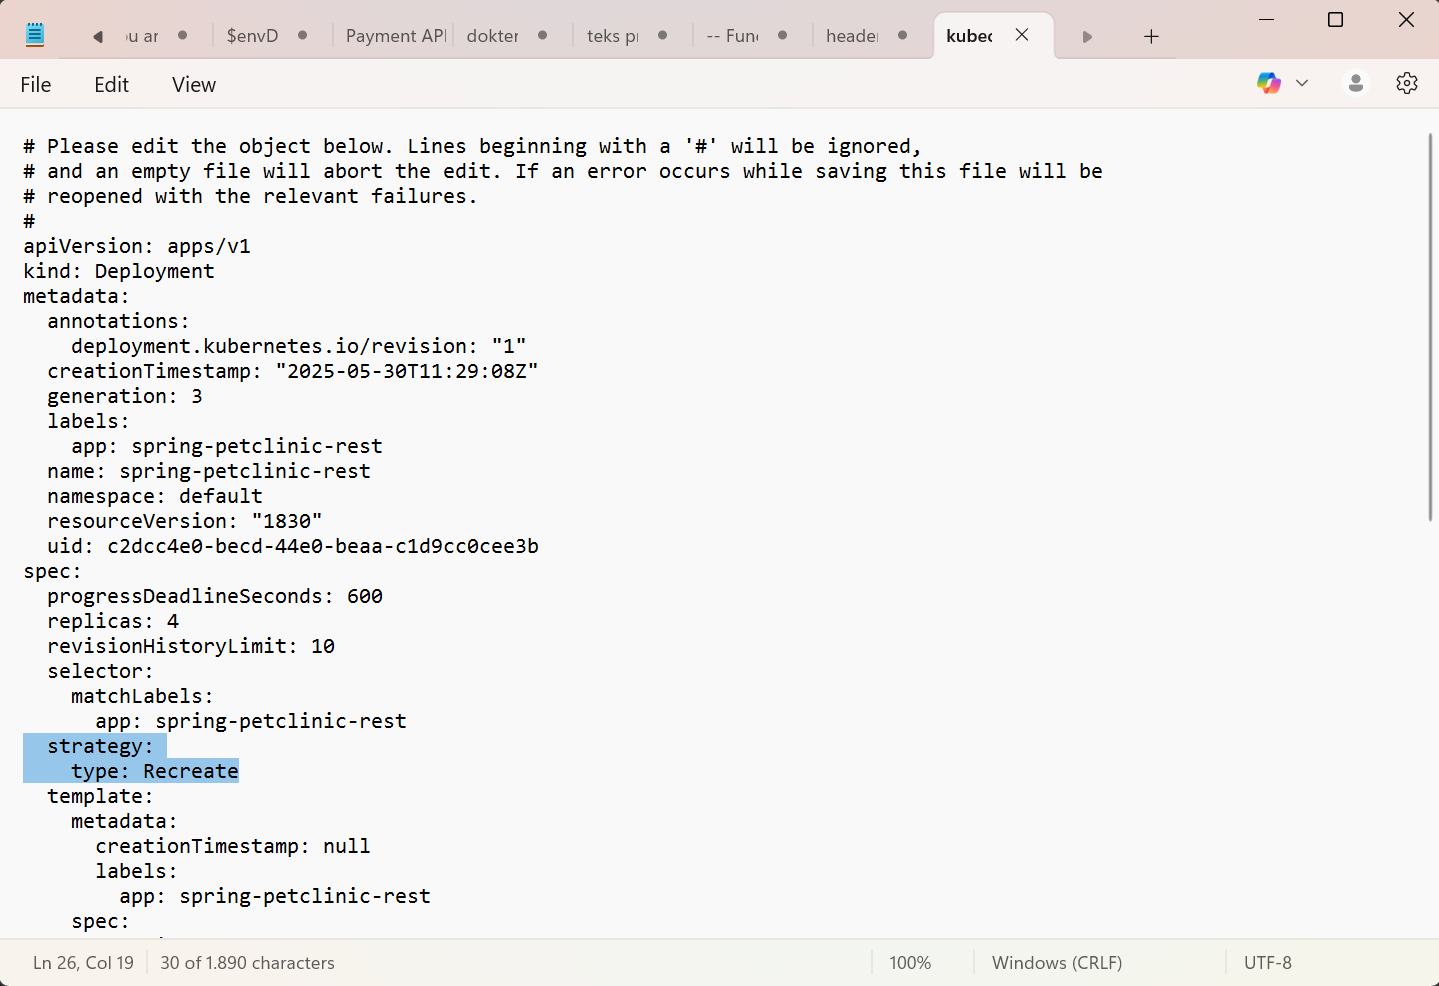 $envD
Payment API
dokter
teks
-- Func
header
kubec
File
Edit
View
# Please edit the object below. Lines beginning with a '#' will be ignored,
# and an empty file will abort the edit. If an error occurs while saving this file will be
# reopened with the relevant failures.
#
apiVersion: apps/v1
kind: Deployment
metadata:
  annotations:
    deployment.kubernetes.io/revision: "1"
  creationTimestamp: "2025-05-30T11:29:08Z"
  generation: 3
  labels:
    app: spring-petclinic-rest
  name: spring-petclinic-rest
  namespace: default
  resourceVersion: "1830"
  uid: c2dcc4e0-becd-44e0-beaa-c1d9cc0cee3b
spec:
  progressDeadlineSeconds: 600
  replicas: 4
  revisionHistoryLimit: 10
  selector:
    matchLabels:
      app: spring-petclinic-rest
  strategy:
    type: Recreate
  template:
    metadata:
      creationTimestamp: null
      labels:
        app: spring-petclinic-rest
    spec:
Ln 26, Col 19
30 of 1.890 characters
100%
Windows (CRLF)
UTF-8